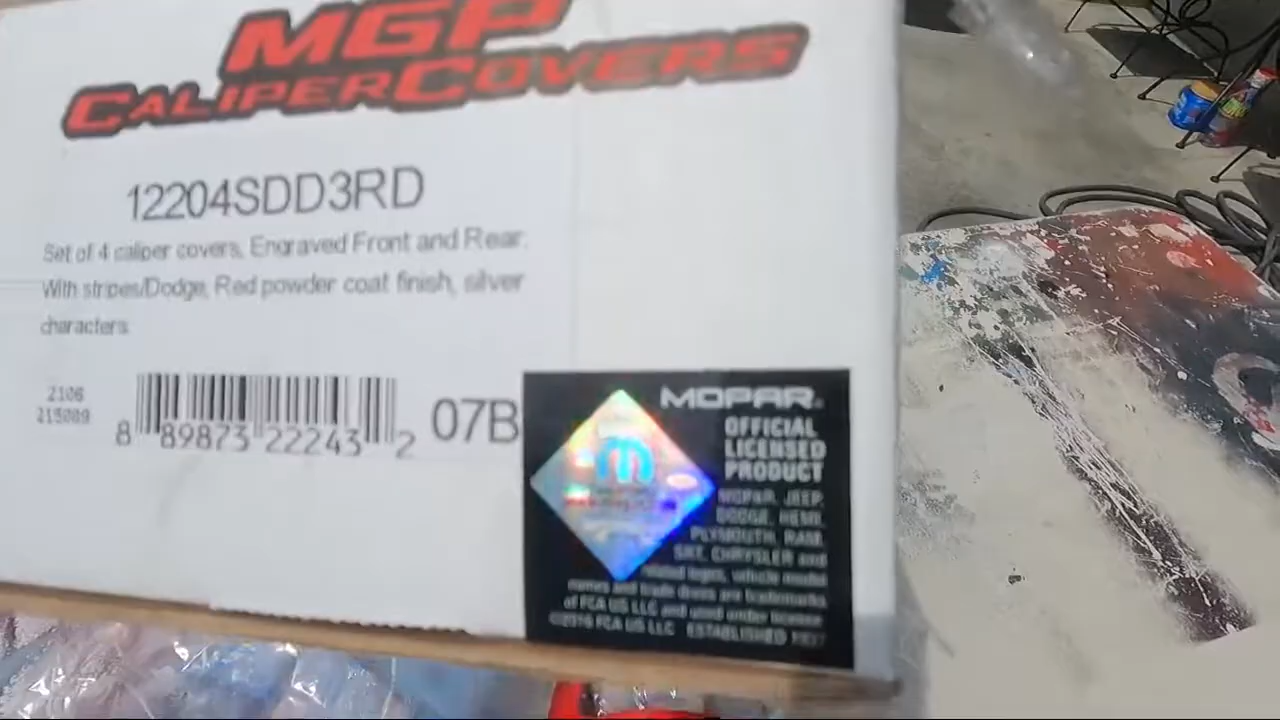 MGP
CALIPERCOVERS
12204SDD3RD
Set of 4 caliper covers, Engraved Front and Rear.
With stripes/Dodge, Red powder coat finish, silver
characters
2106
215009
8 89873 22243 2
07B
MOPAR
OFFICIAL
LICENSED
PRODUCT
MOPAR, JEEP,
DODGE, HEMI,
PLYMOUTH, RAM,
SRT, CHRYSLER and
related logos, vehicle model
names and trade dress are trademarks
of FCA US LLC and used under license
©2016 FCA US LLC ESTABLISHED 1937